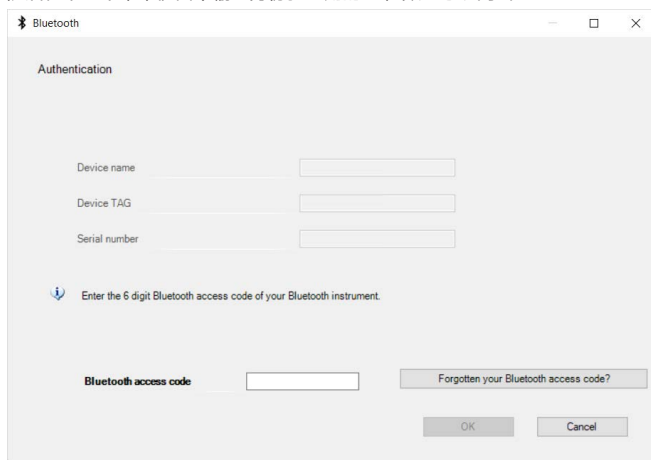 Bluetooth
Authentication
Device name
Device TAG
Serial number
Enter the 6 digit Bluetooth access code of your Bluetooth instrument.
Bluetooth access code
Forgotten your Bluetooth access code?
OK
Cancel